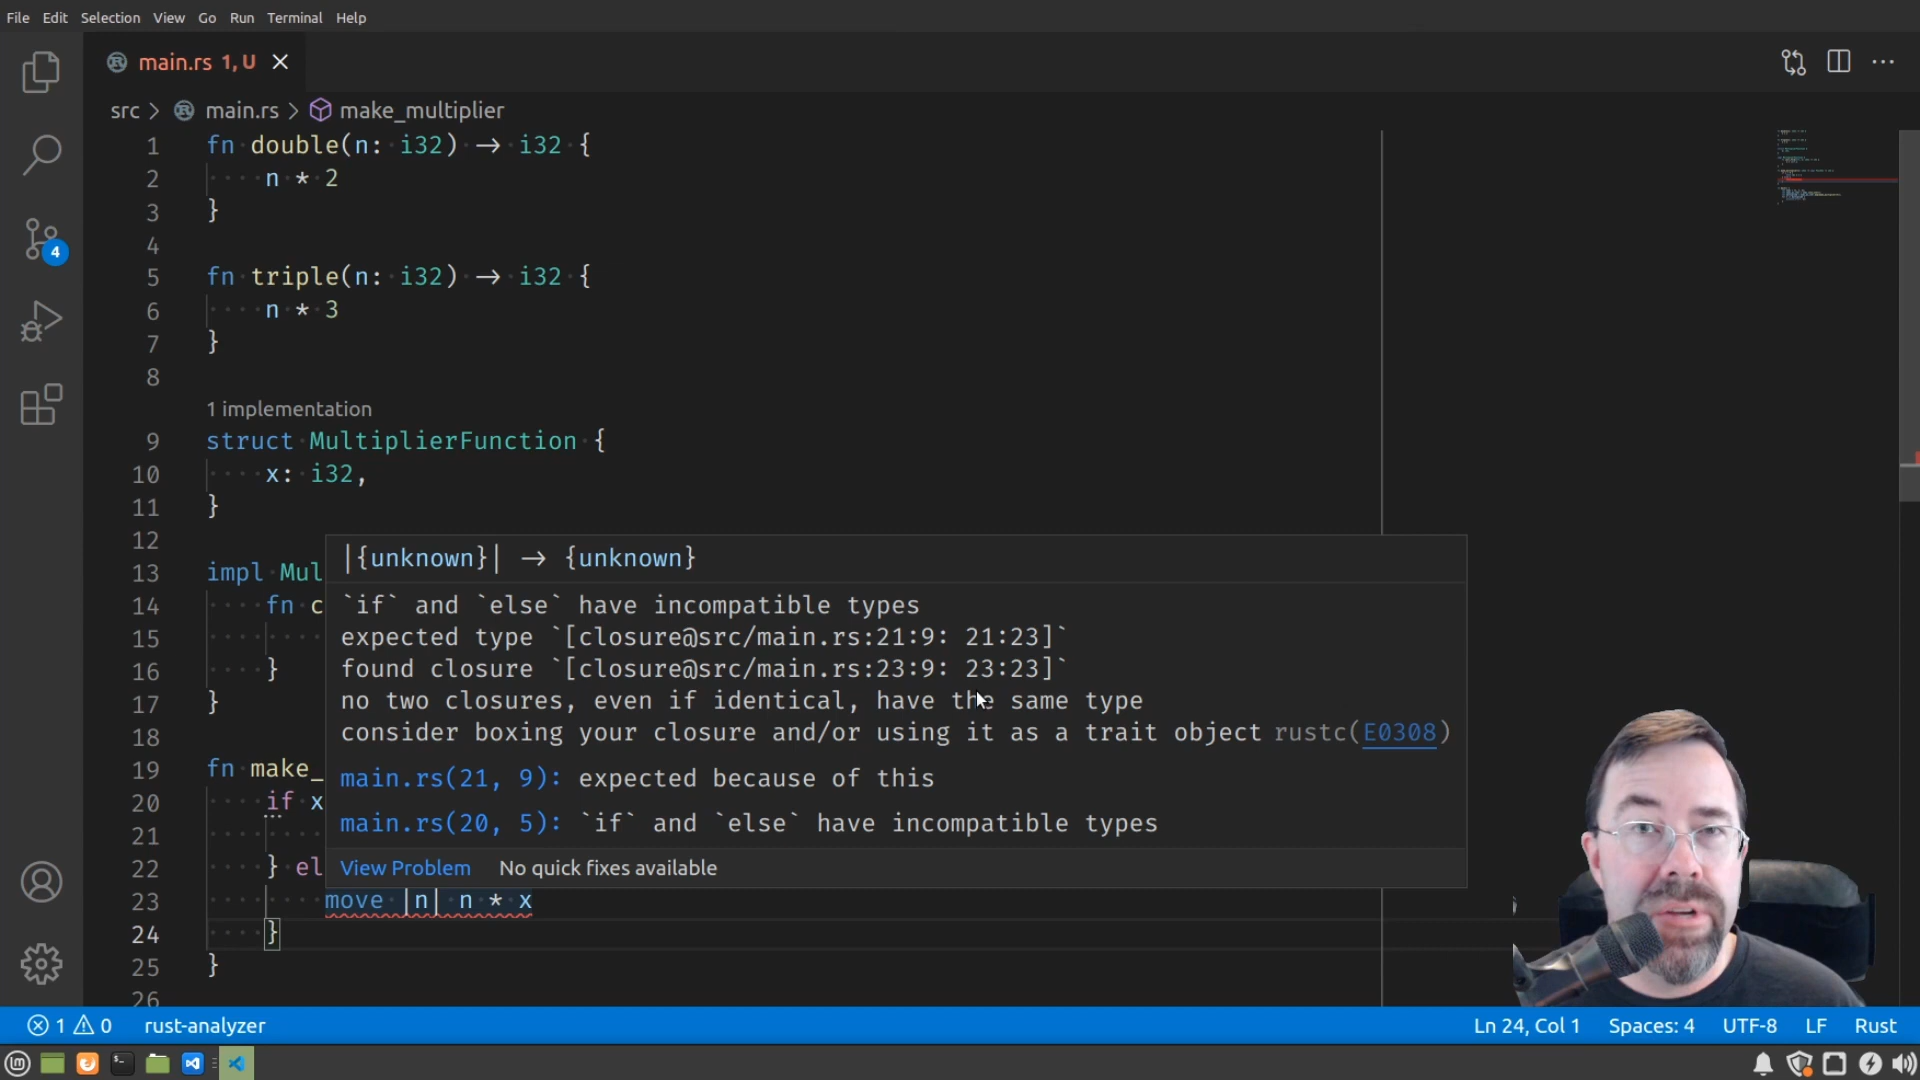 File Edit Selection View Go Run Terminal Help
main.rs 1, U
src > main.rs > make_multiplier
1 fn double(n: i32) → i32 {
2 n * 2
3 }
4
5 fn triple(n: i32) → i32 {
6 n * 3
7 }
8
1 implementation
9 struct MultiplierFunction {
10 x: i32,
11 }
12
|{unknown}| → {unknown}
13 impl Mul
`if` and `else` have incompatible types
14 fn c
expected type `[closure@src/main.rs:21:9: 21:23]`
15
found closure `[closure@src/main.rs:23:9: 23:23]`
16 }
no two closures, even if identical, have the same type
17 }
consider boxing your closure and/or using it as a trait object rustc(E0308)
18
19 fn make_
main.rs(21, 9): expected because of this
20 if x
main.rs(20, 5): `if` and `else` have incompatible types
21
22 } el
View Problem No quick fixes available
23 move |n| n * x
24 }
25 }
26
4
1 0 rust-analyzer Ln 24, Col 1 Spaces: 4 UTF-8 LF Rust